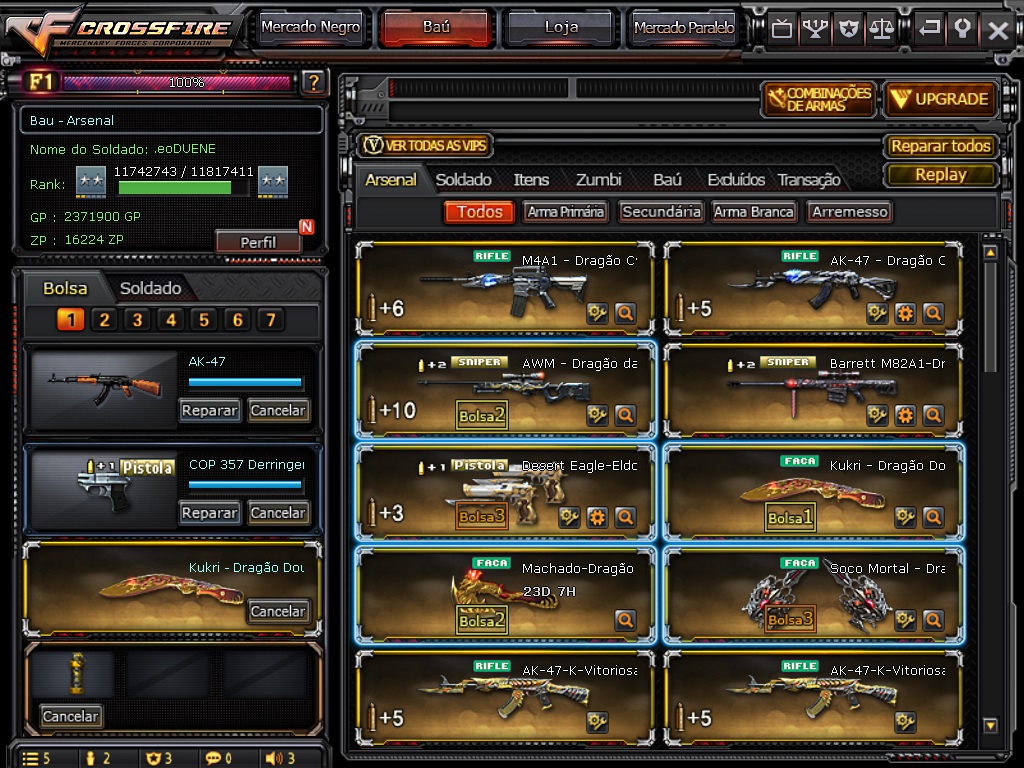 CROSSFIRE
MERCENARY FORCES CORPORATION
Mercado Negro
Baú
Loja
Mercado Paralelo
F1
100%
?
Bau - Arsenal
Nome do Soldado: .eoDUENE
Rank: 11742743 / 11817411
GP : 2371900 GP
ZP : 16224 ZP
N
Perfil
Bolsa Soldado
1 2 3 4 5 6 7
AK-47
Reparar Cancelar
+1 Pistola COP 357 Derringer
Reparar Cancelar
Kukri - Dragão Dou
Cancelar
Cancelar
5 2 3 0 3
COMBINAÇÕES
DE ARMAS
UPGRADE
V VER TODAS AS VIPS
Reparar todos
Replay
Arsenal Soldado Itens Zumbi Baú Excluídos Transação
Todos Arma Primária Secundária Arma Branca Arremesso
RIFLE M4A1 - Dragão C
+6
RIFLE AK-47 - Dragão C
+5
+2 SNIPER AWM - Dragão da
+10 Bolsa2
+2 SNIPER Barrett M82A1-Dr
+1 Pistola Desert Eagle-Eldo
+3 Bolsa3
FACA Kukri - Dragão Do
Bolsa1
FACA Machado-Dragão
23D 7H
Bolsa2
FACA Soco Mortal - Dra
Bolsa3
RIFLE AK-47-K-Vitoriosa
+5
RIFLE AK-47-K-Vitoriosa
+5